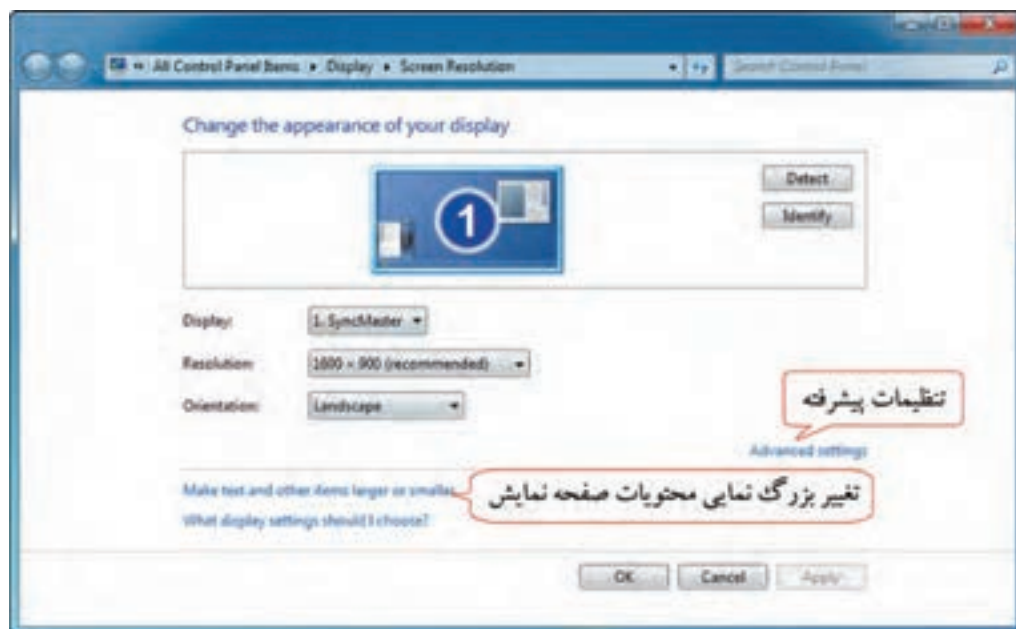 All Control Panel Items ▸ Display ▸ Screen Resolution
Search Control Panel
Change the appearance of your display
1
Detect
Identify
Display: 1. SyncMaster
Resolution: 1600 × 900 (recommended)
Orientation: Landscape
تنظیمات پیشرفته
Advanced settings
Make text and other items larger or smaller
تغییر بزرگ نمایی محتویات صفحه نمایش
What display settings should I choose?
OK Cancel Apply